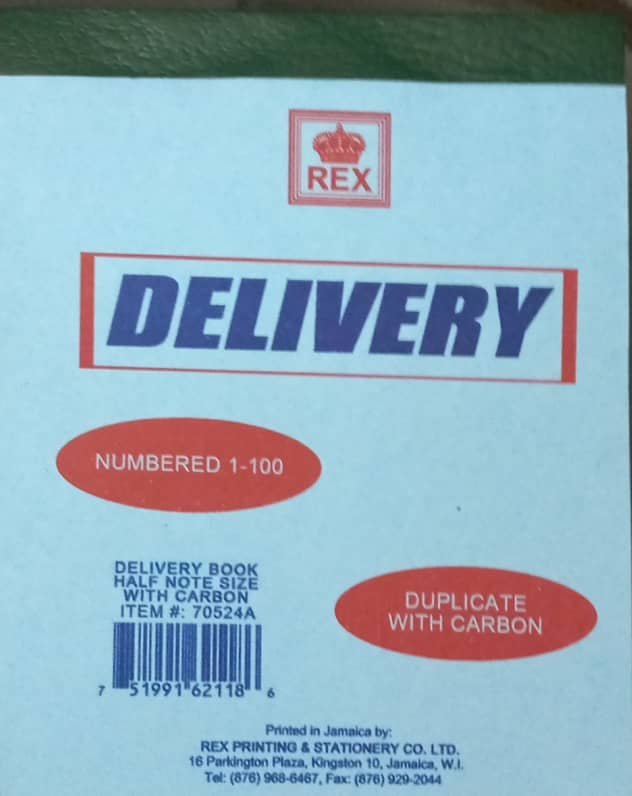 REX
DELIVERY
NUMBERED 1-100
DELIVERY BOOK
HALF NOTE SIZE
WITH CARBON
ITEM #: 70524A
7 51991 62118 6
DUPLICATE
WITH CARBON
Printed in Jamaica by:
REX PRINTING & STATIONERY CO. LTD.
16 Parkington Plaza, Kingston 10, Jamaica, W.I.
Tel: (876) 968-6467, Fax: (876) 929-2044